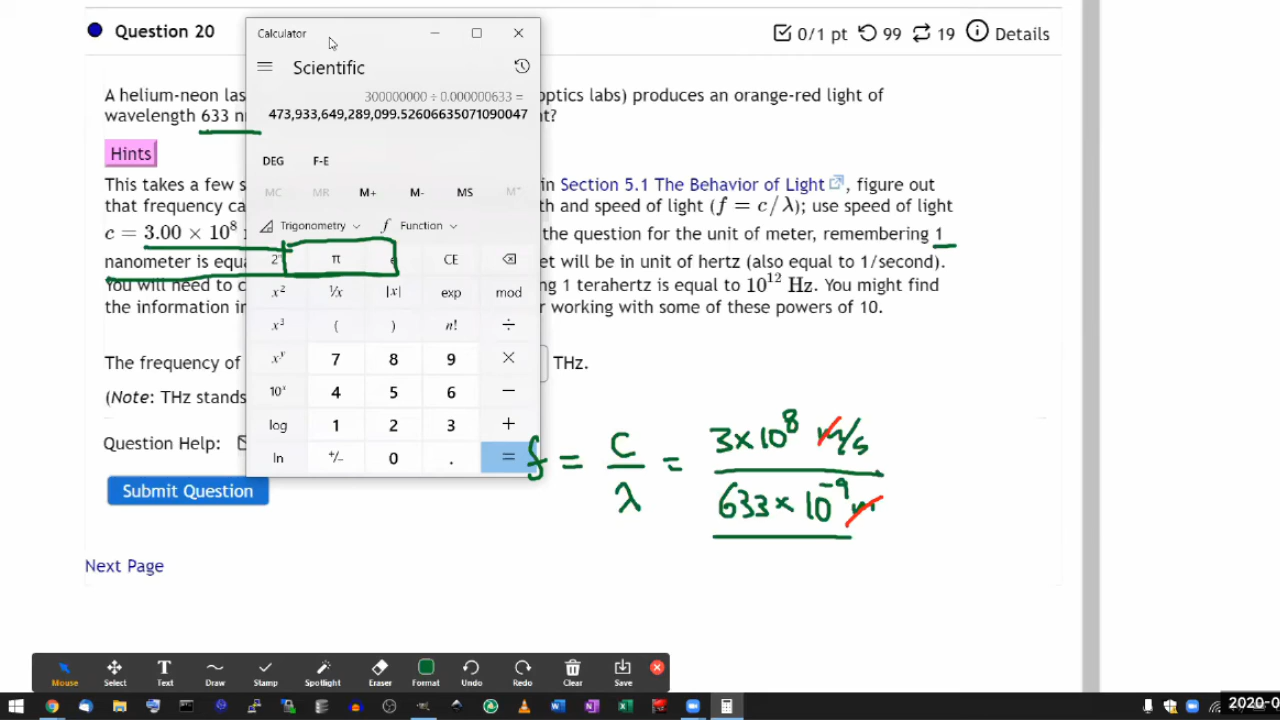 Question 20
0/1 pt 99 19 Details
Calculator
Scientific
300000000 ÷ 0.000000633 =
473,933,649,289,099.52606635071090047
DEG F-E
MC MR M+ M- MS M˅
Trigonometry f Function
2ⁿᵈ π e CE
x² ¹/x |x| exp mod
x³ ( ) n! ÷
xʸ 7 8 9 ×
10ˣ 4 5 6 −
log 1 2 3 +
ln +/− 0 . =
A helium-neon las optics labs) produces an orange-red light of
wavelength 633 n t?
Hints
This takes a few s in Section 5.1 The Behavior of Light, figure out
that frequency ca th and speed of light (f = c/λ); use speed of light
c = 3.00 × 10⁸ the question for the unit of meter, remembering 1
nanometer is equa et will be in unit of hertz (also equal to 1/second).
You will need to c ng 1 terahertz is equal to 10¹² Hz. You might find
the information in r working with some of these powers of 10.
The frequency of THz.
(Note: THz stands
Question Help:
Submit Question
Next Page
f = c/λ = 3×10⁸ m/s / 633×10⁻⁹ m
Mouse Select Text Draw Stamp Spotlight Eraser Format Undo Redo Clear Save
2020-0